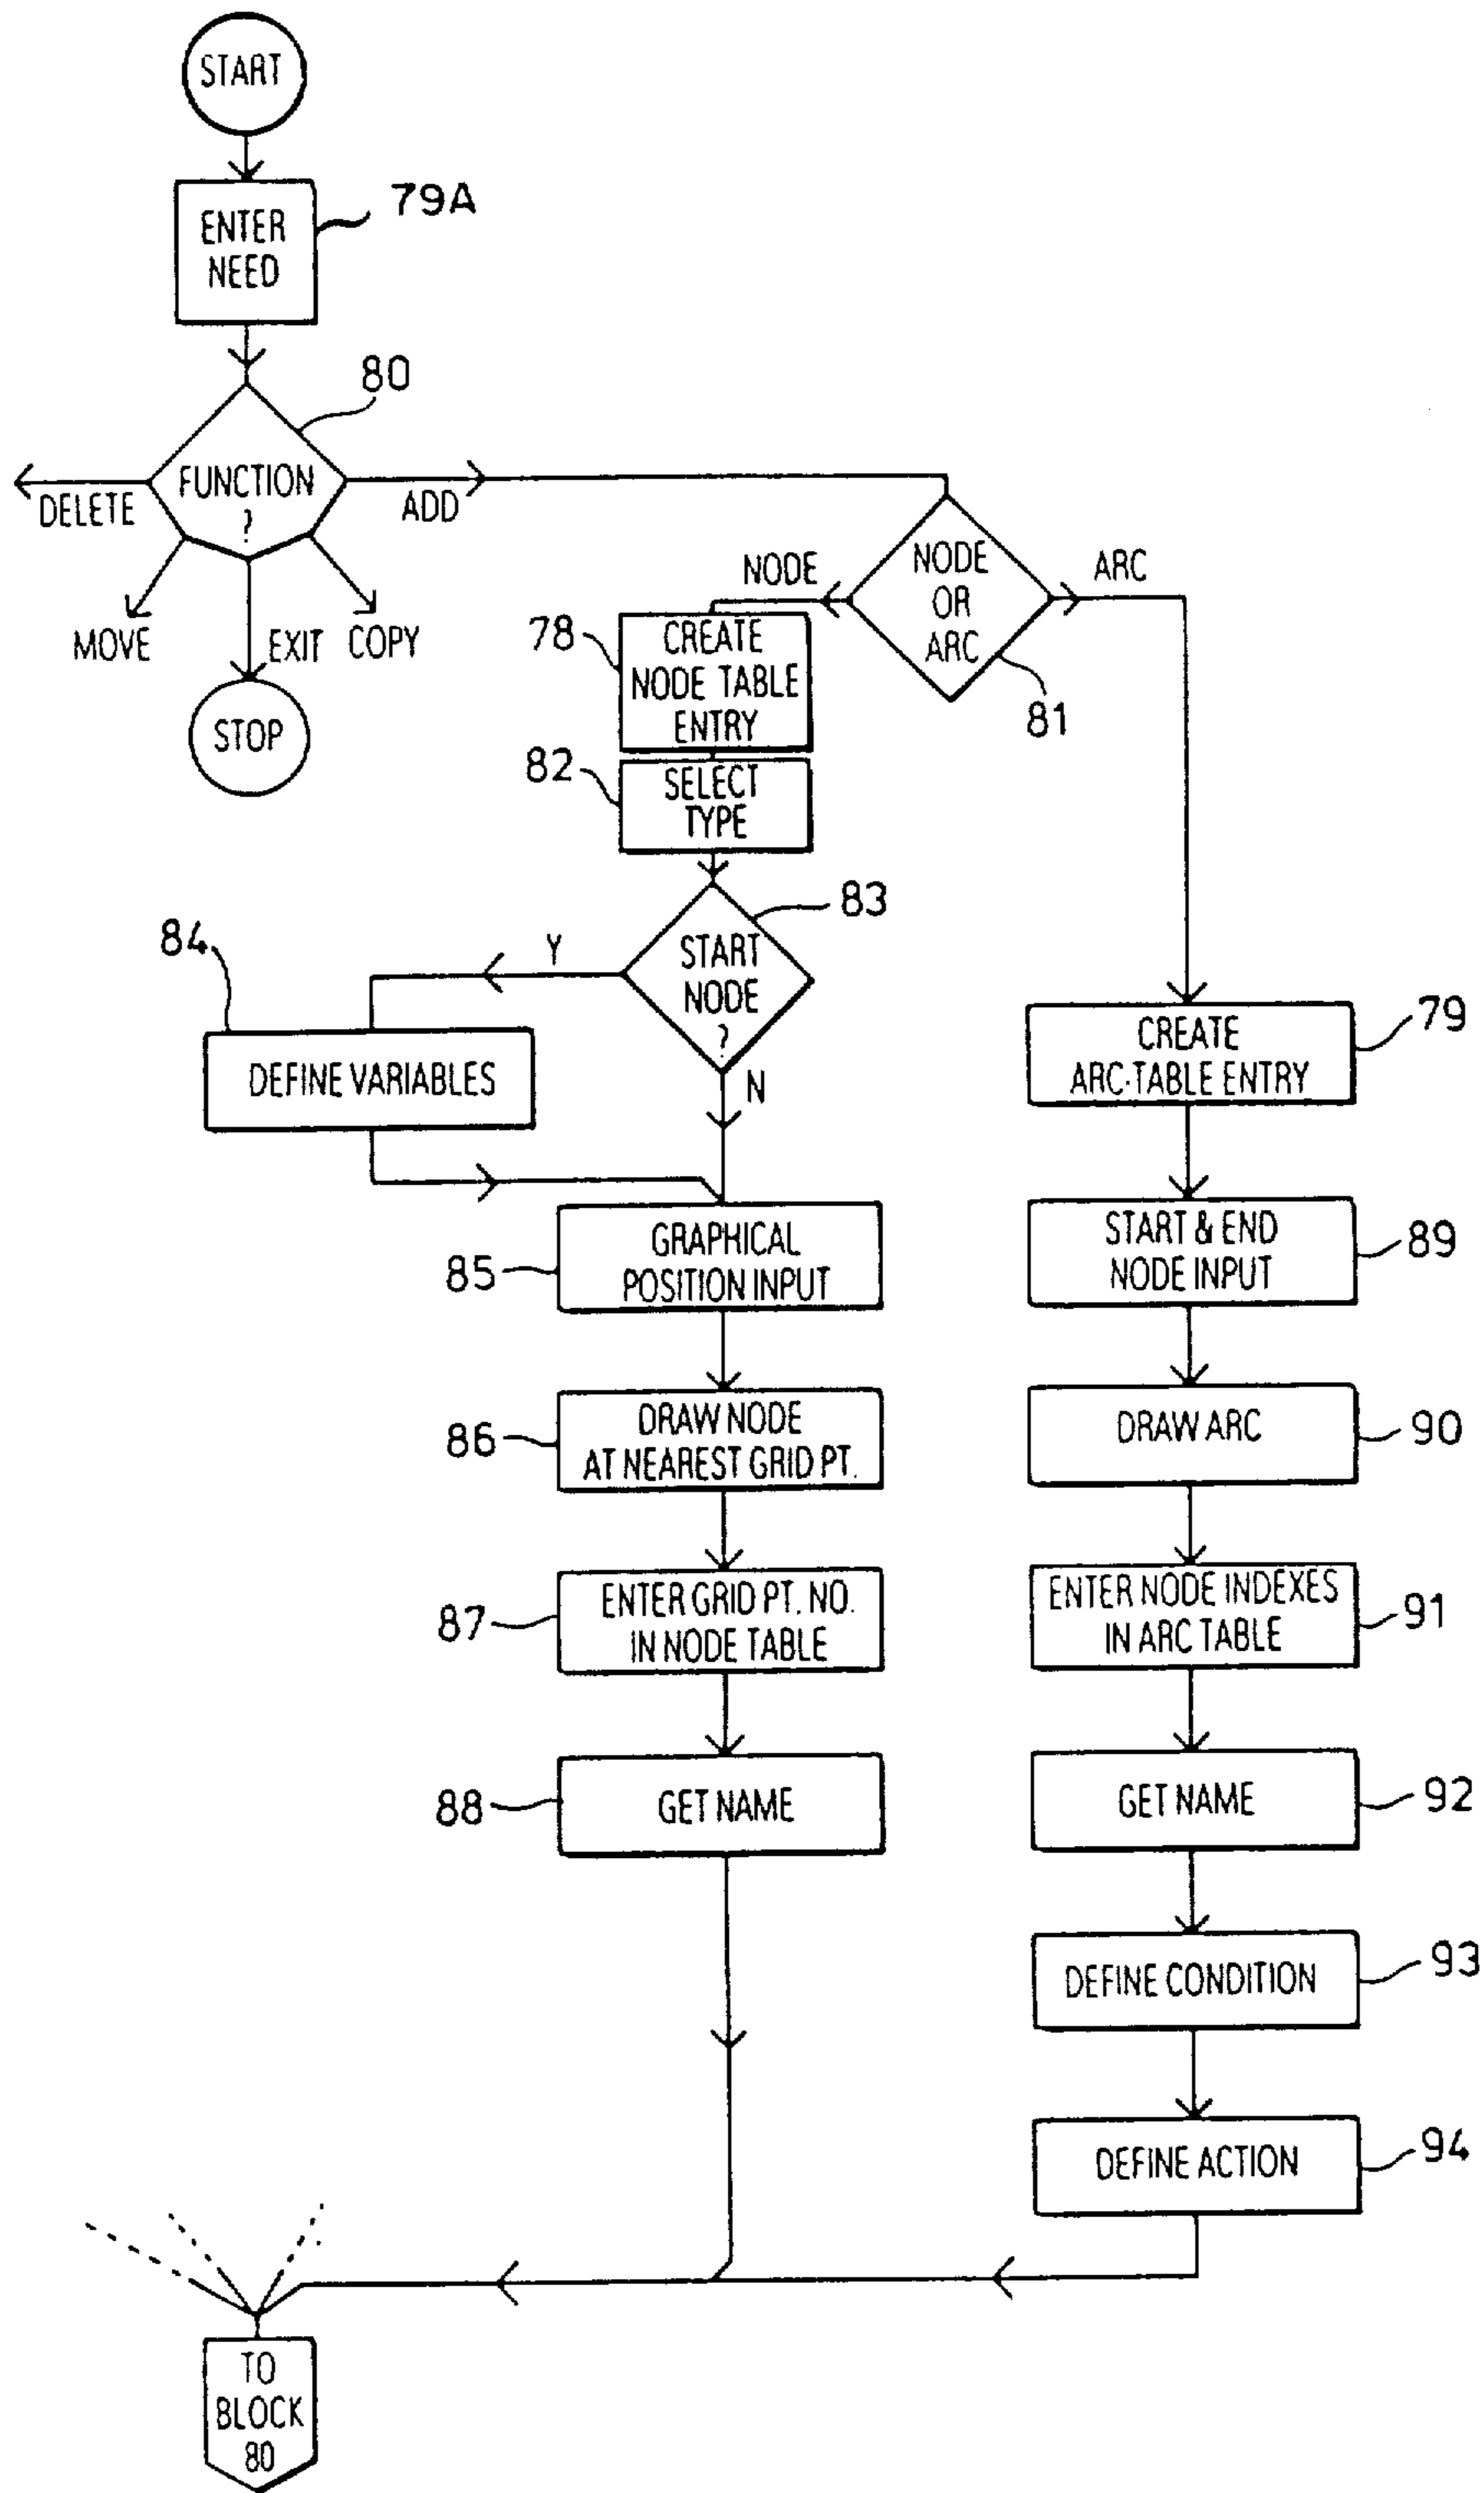 START
79A
ENTER
NEED
80
FUNCTION
?
DELETE
ADD
MOVE
EXIT
COPY
STOP
NODE
OR
ARC
NODE
ARC
81
78
CREATE
NODE TABLE
ENTRY
82
SELECT
TYPE
83
START
NODE
?
Y
N
84
DEFINE VARIABLES
79
CREATE
ARC-TABLE ENTRY
85
GRAPHICAL
POSITION INPUT
START & END
NODE INPUT
89
86
DRAW NODE
AT NEAREST GRID PT.
DRAW ARC
90
87
ENTER GRID PT. NO.
IN NODE TABLE
ENTER NODE INDEXES
IN ARC TABLE
91
88
GET NAME
GET NAME
92
DEFINE CONDITION
93
DEFINE ACTION
94
TO
BLOCK
80